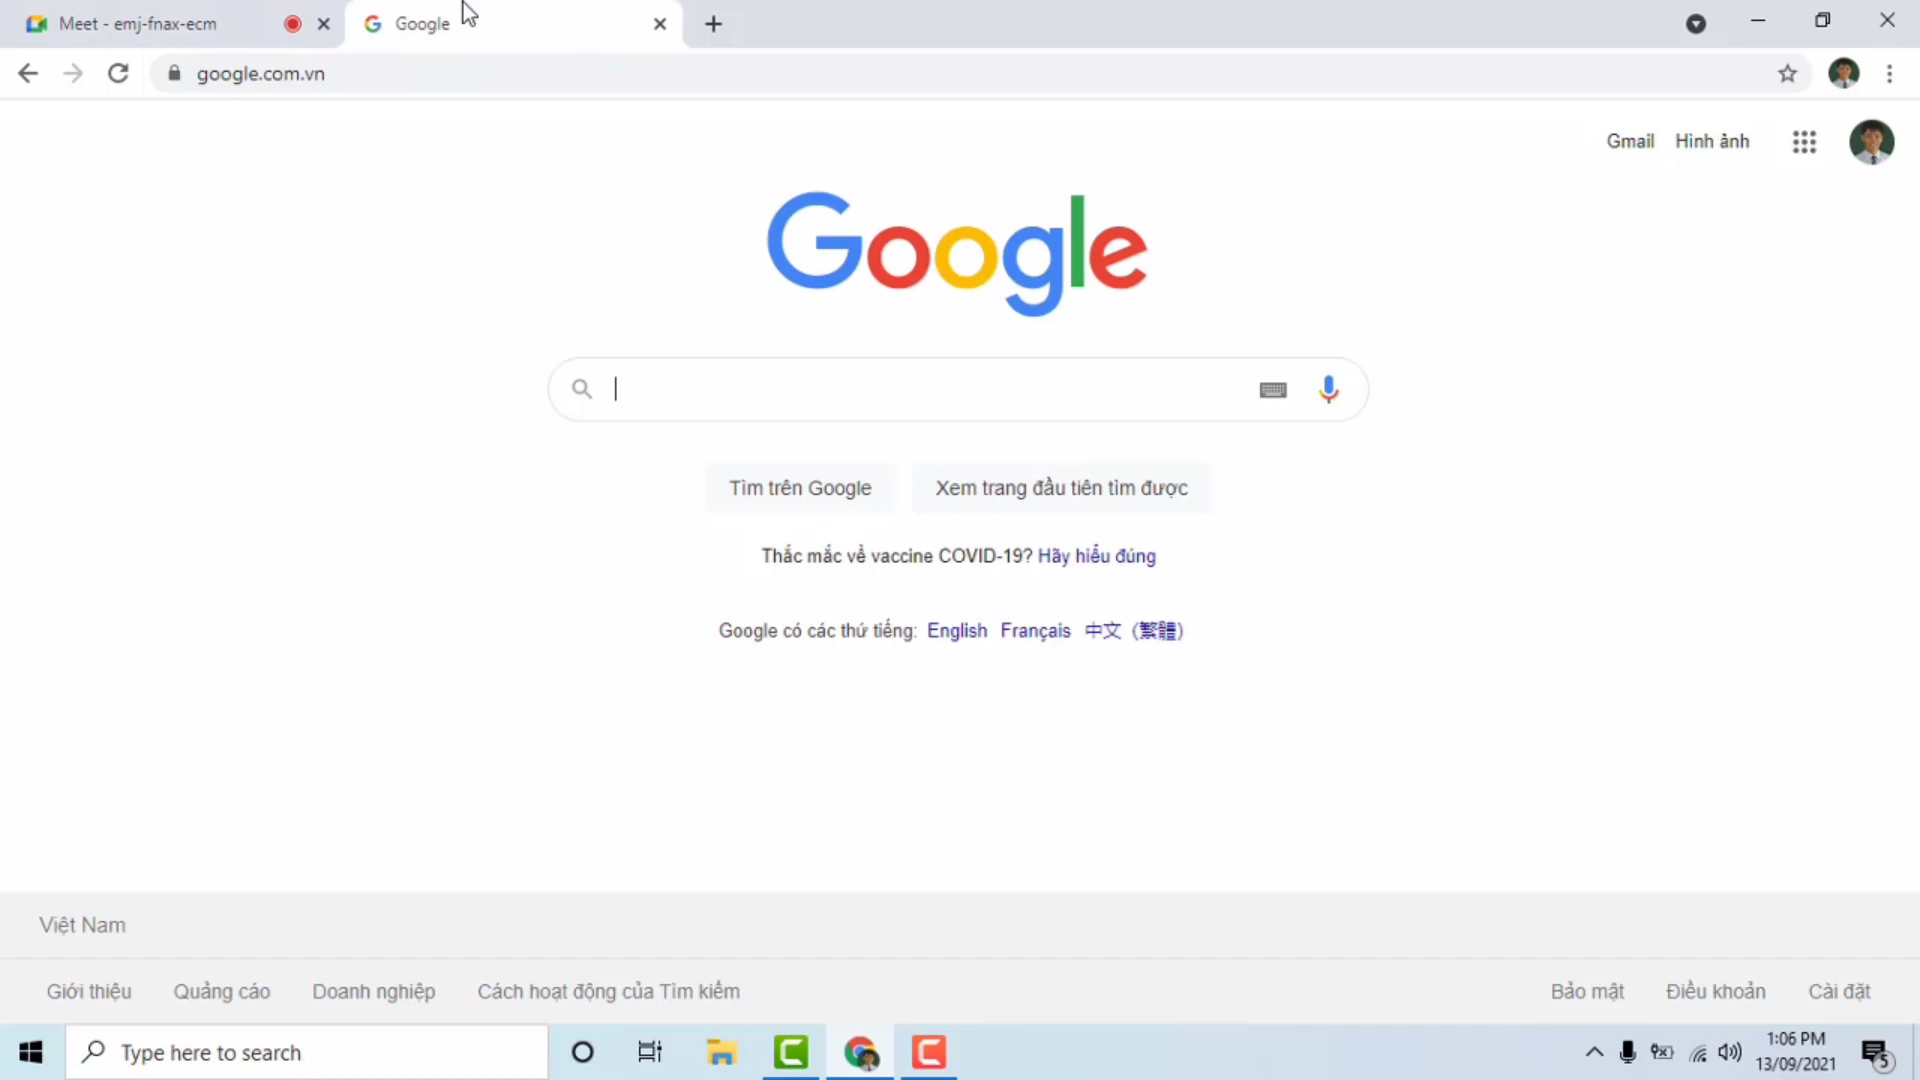 Meet - emj-fnax-ecm
Google
google.com.vn
Gmail Hình ảnh
Google
Tìm trên Google
Xem trang đầu tiên tìm được
Thắc mắc về vaccine COVID-19? Hãy hiểu đúng
Google có các thứ tiếng: English Français 中文 (繁體)
Việt Nam
Giới thiệu Quảng cáo Doanh nghiệp Cách hoạt động của Tìm kiếm Bảo mật Điều khoản Cài đặt
Type here to search
1:06 PM
13/09/2021
5